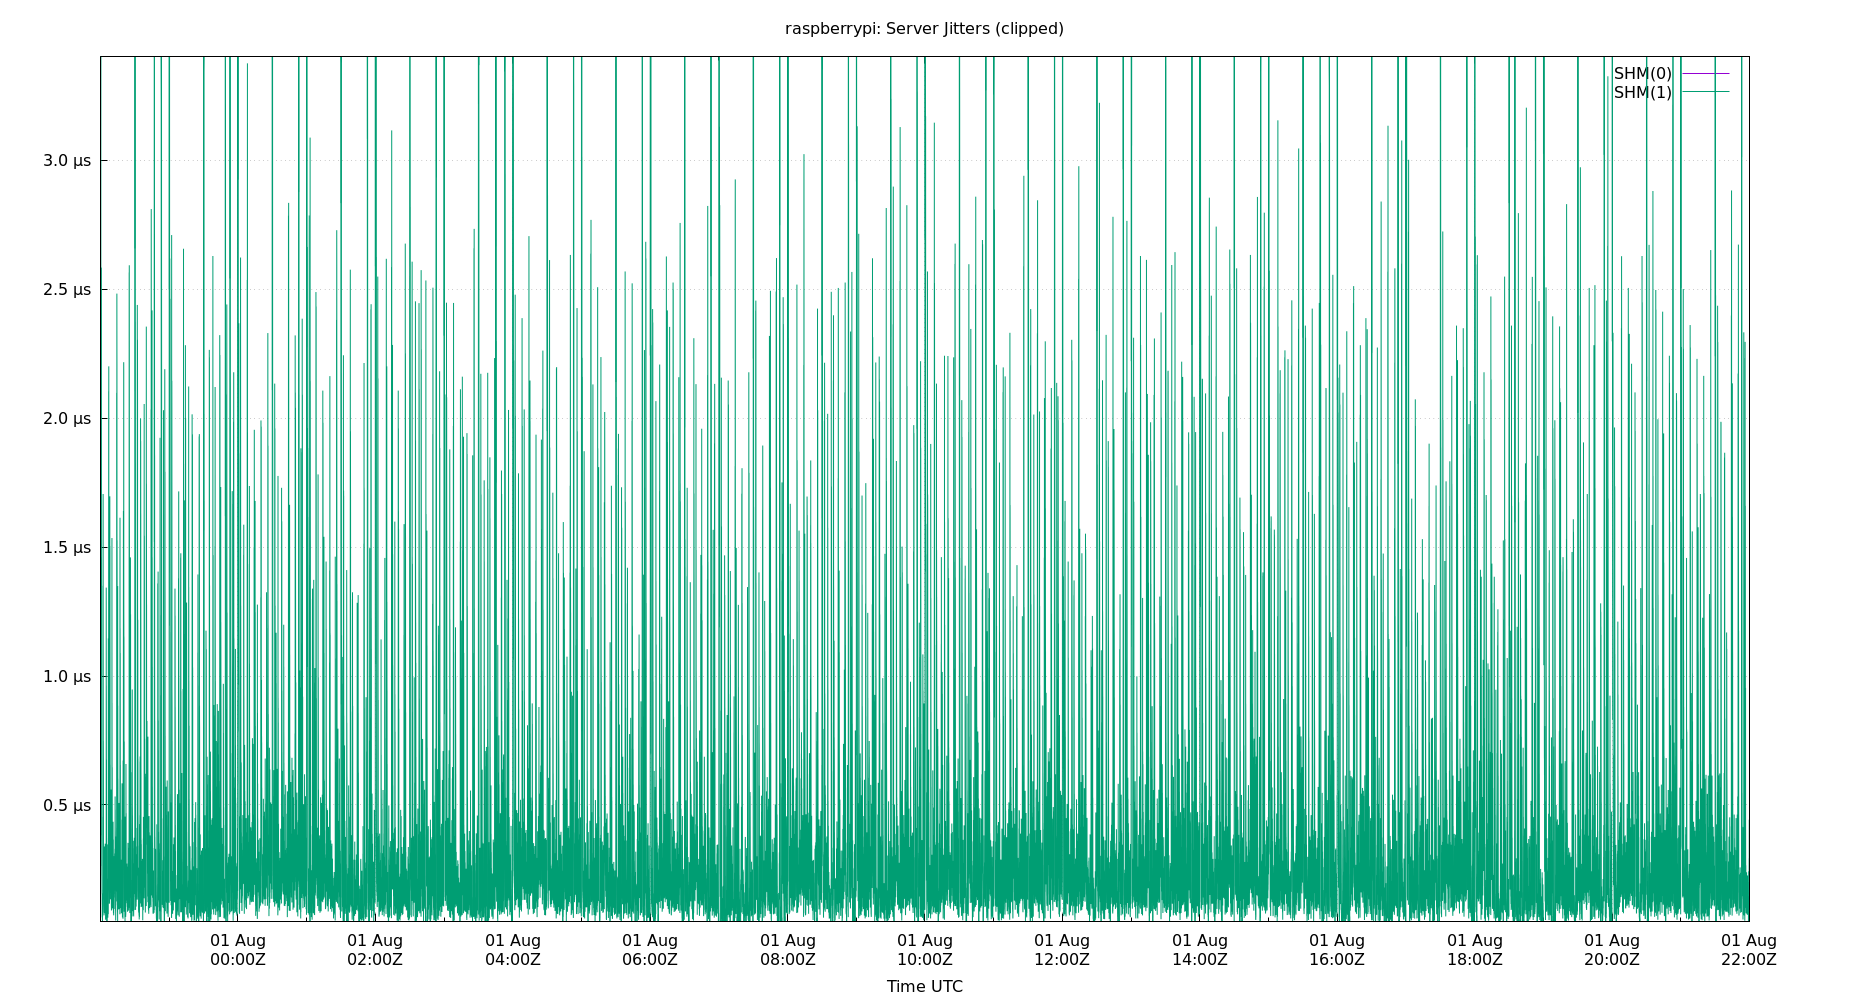 raspberrypi: Server Jitters (clipped)
SHM(0)
SHM(1)
3.0 µs
2.5 µs
2.0 µs
1.5 µs
1.0 µs
0.5 µs
01 Aug 01 Aug 01 Aug 01 Aug 01 Aug 01 Aug 01 Aug 01 Aug 01 Aug 01 Aug 01 Aug 01 Aug
00:00Z 02:00Z 04:00Z 06:00Z 08:00Z 10:00Z 12:00Z 14:00Z 16:00Z 18:00Z 20:00Z 22:00Z
Time UTC